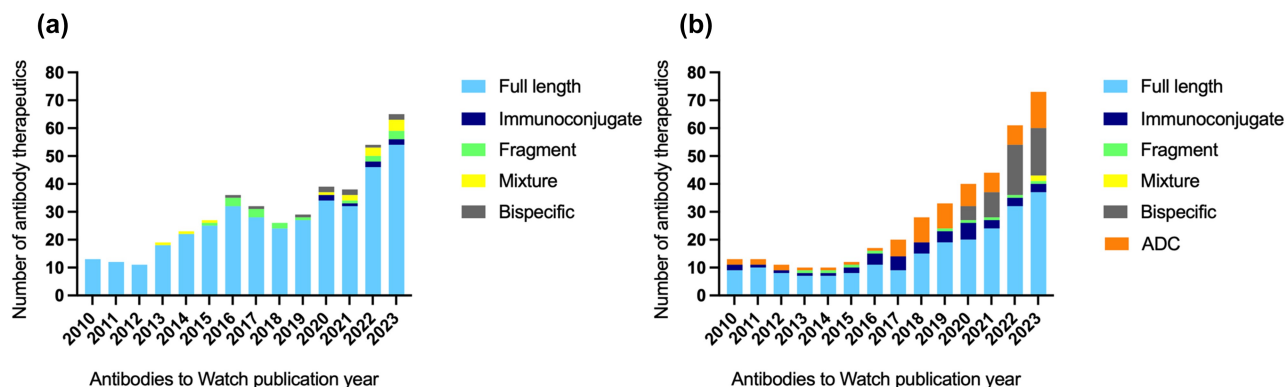 (a)
Number of antibody therapeutics
80
70
60
50
40
30
20
10
0
2010
2011
2012
2013
2014
2015
2016
2017
2018
2019
2020
2021
2022
2023
Antibodies to Watch publication year
Full length
Immunoconjugate
Fragment
Mixture
Bispecific
(b)
Number of antibody therapeutics
80
70
60
50
40
30
20
10
0
2010
2011
2012
2013
2014
2015
2016
2017
2018
2019
2020
2021
2022
2023
Antibodies to Watch publication year
Full length
Immunoconjugate
Fragment
Mixture
Bispecific
ADC